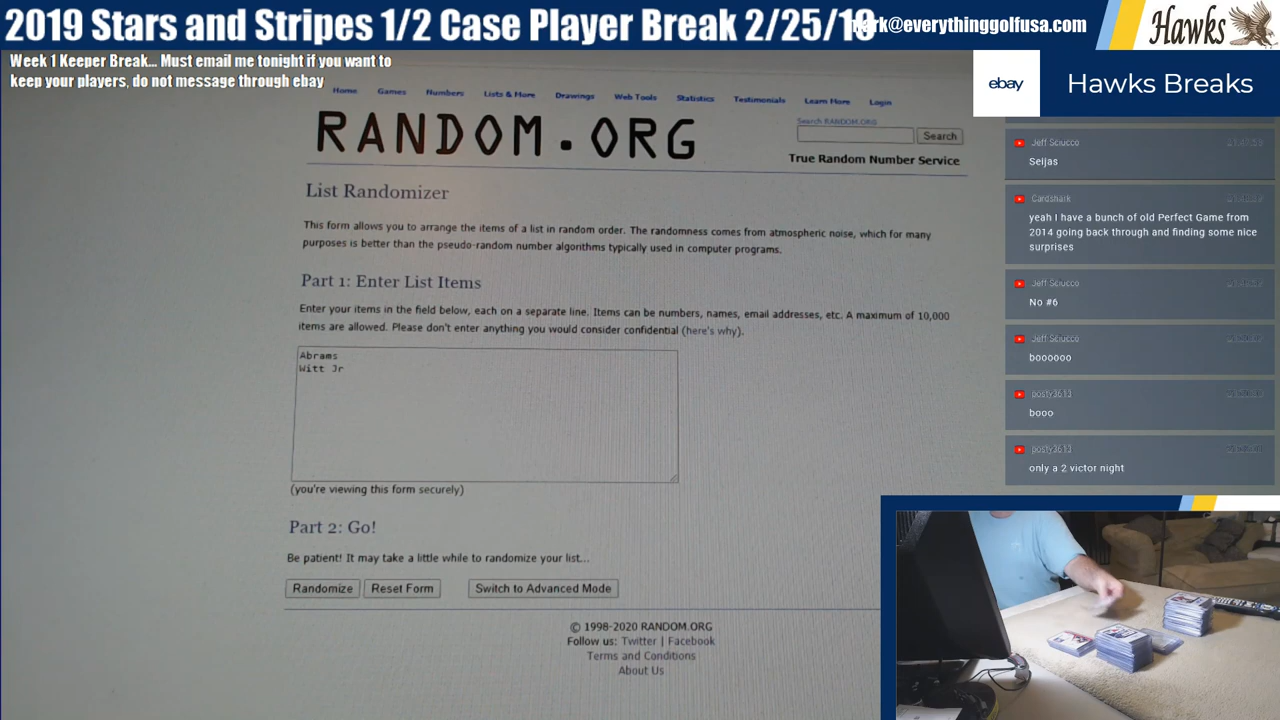 2019 Stars and Stripes 1/2 Case Player Break 2/25/19
@everythinggolfusa.com
Hawks
Week 1 Keeper Break... Must email me tonight if you want to
keep your players, do not message through ebay
ebay
Hawks Breaks
Home Games Numbers Lists & More Drawings Web Tools Statistics Testimonials Learn More Login
RANDOM.ORG
Search RANDOM.ORG
Search
True Random Number Service
List Randomizer
This form allows you to arrange the items of a list in random order. The randomness comes from atmospheric noise, which for many
purposes is better than the pseudo-random number algorithms typically used in computer programs.
Part 1: Enter List Items
Enter your items in the field below, each on a separate line. Items can be numbers, names, email addresses, etc. A maximum of 10,000
items are allowed. Please don't enter anything you would consider confidential (here's why).
Abrams
Witt Jr
(you're viewing this form securely)
Part 2: Go!
Be patient! It may take a little while to randomize your list...
Randomize Reset Form Switch to Advanced Mode
© 1998-2020 RANDOM.ORG
Follow us: Twitter | Facebook
Terms and Conditions
About Us
Jeff Sciucco
Seijas
Cardshark
yeah I have a bunch of old Perfect Game from
2014 going back through and finding some nice
surprises
Jeff Sciucco
No #6
Jeff Sciucco
boooooo
posty3613
booo
posty3613
only a 2 victor night